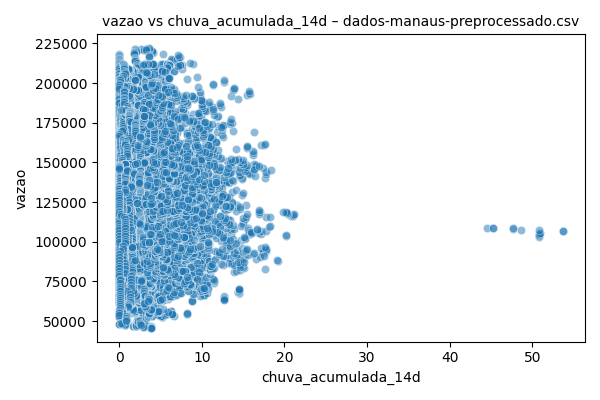 vazao vs chuva_acumulada_14d – dados-manaus-preprocessado.csv
225000
200000
175000
150000
125000
100000
75000
50000
vazao
0 10 20 30 40 50
chuva_acumulada_14d